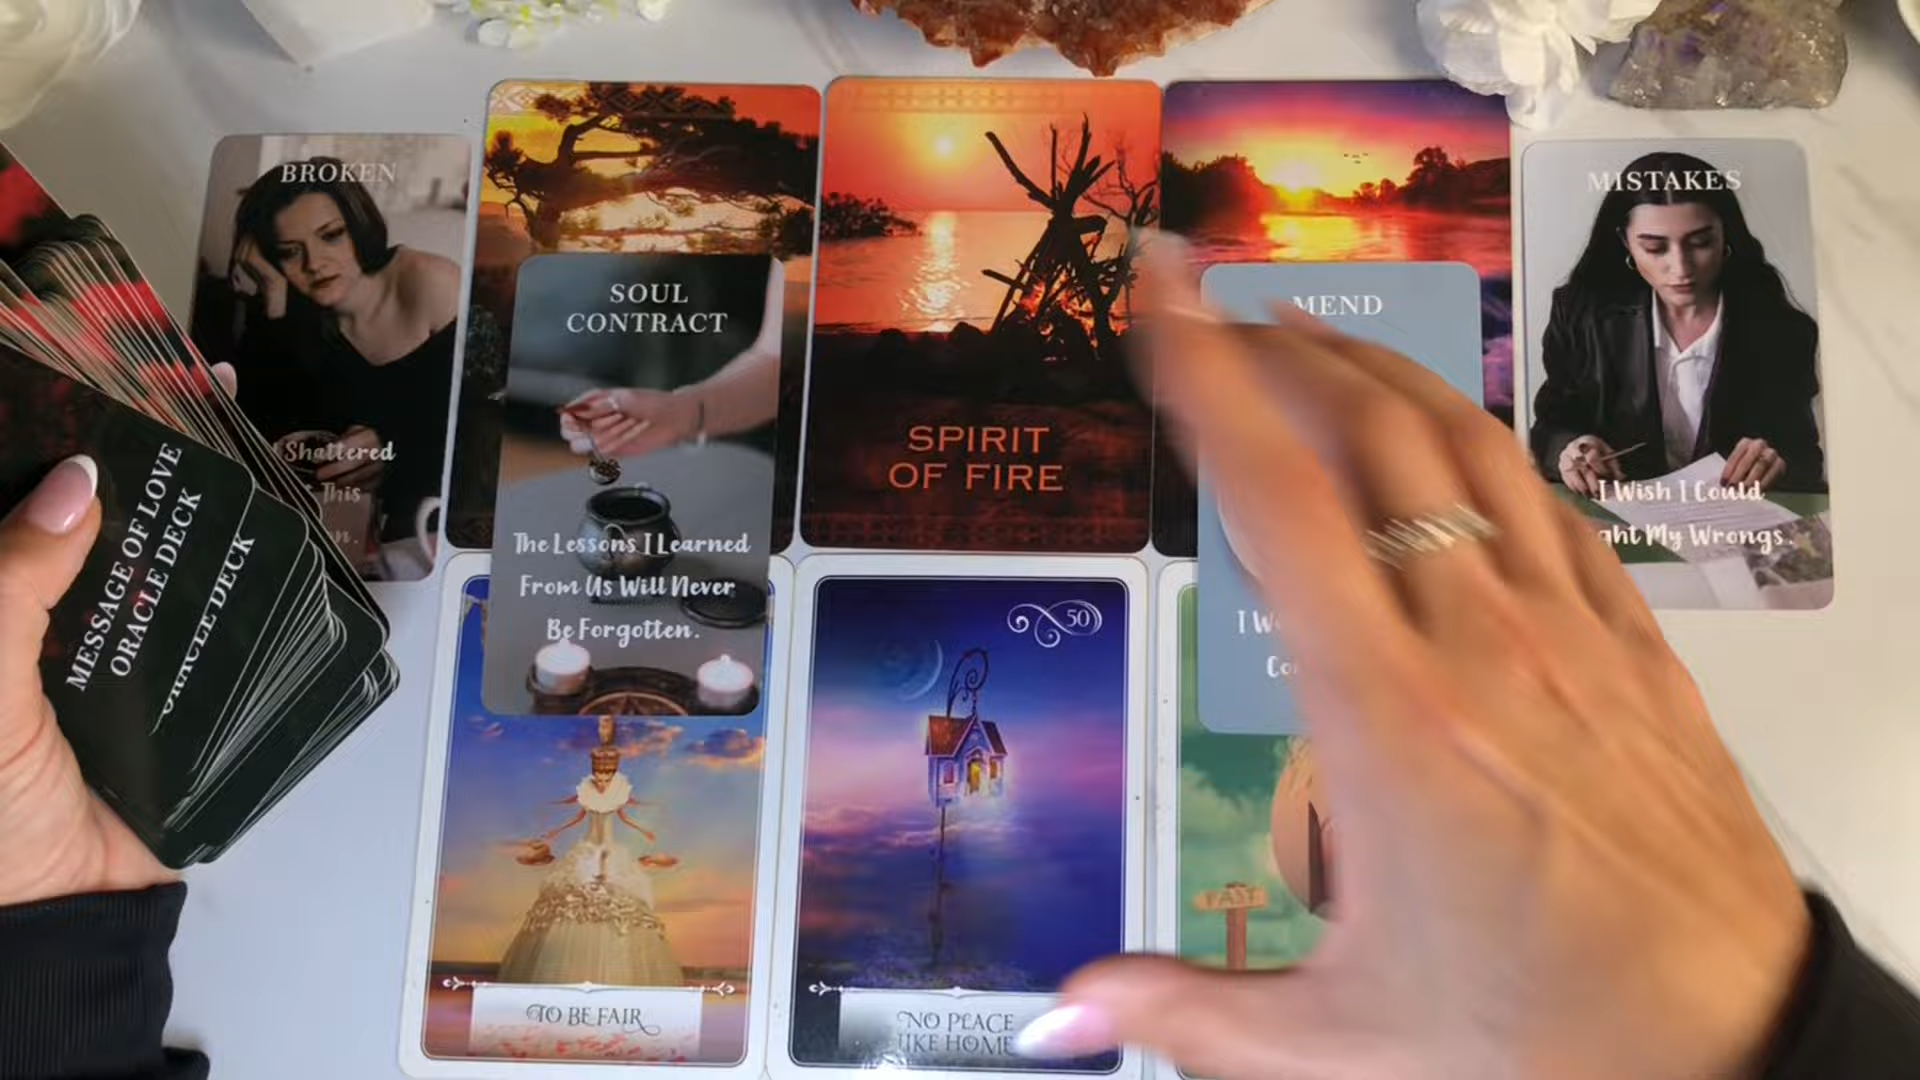 BROKEN
Shattered
This
SOUL
CONTRACT
The Lessons I Learned
From Us Will Never
Be Forgotten.
SPIRIT
OF FIRE
MEND
MISTAKES
I Wish I Could
My Wrongs.
MESSAGE OF LOVE
ORACLE DECK
ORACLE DECK
50
PAST
TO BE FAIR
NO PLACE
LIKE HOME